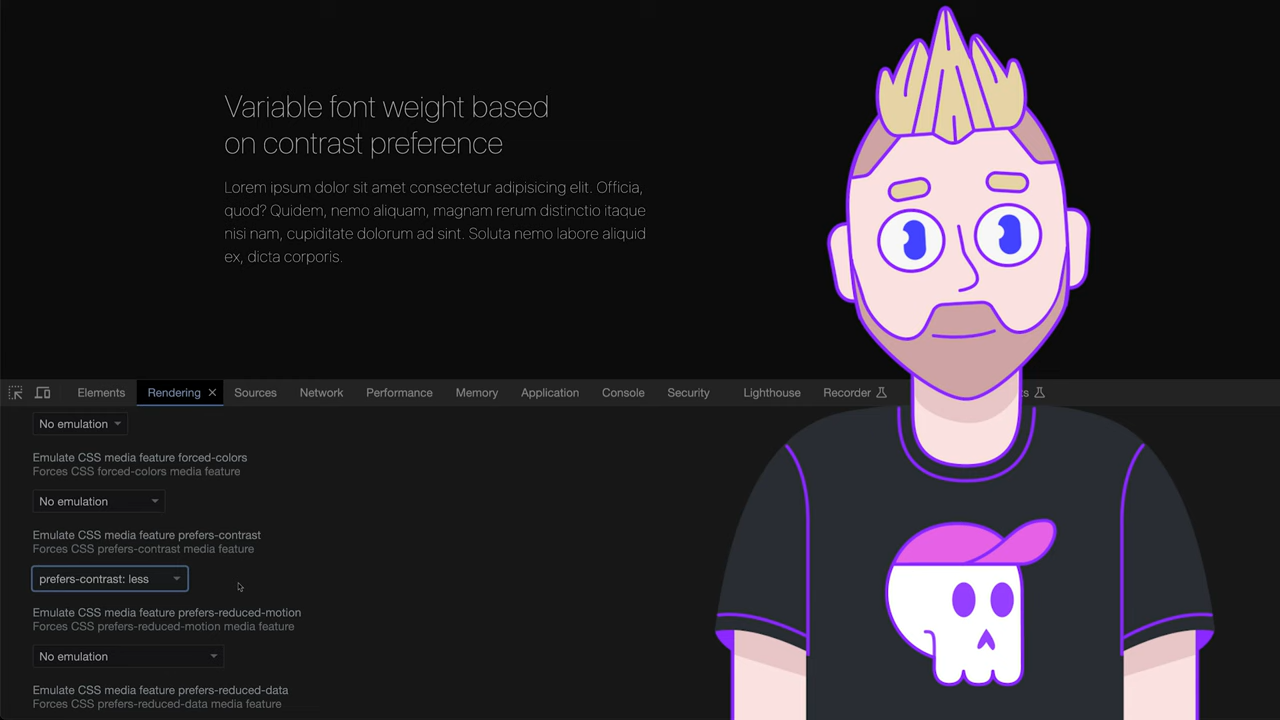 Variable font weight based
on contrast preference
Lorem ipsum dolor sit amet consectetur adipisicing elit. Officia,
quod? Quidem, nemo aliquam, magnam rerum distinctio itaque
nisi nam, cupiditate dolorum ad sint. Soluta nemo labore aliquid
ex, dicta corporis.
Elements Rendering Sources Network Performance Memory Application Console Security Lighthouse Recorder
No emulation
Emulate CSS media feature forced-colors
Forces CSS forced-colors media feature
No emulation
Emulate CSS media feature prefers-contrast
Forces CSS prefers-contrast media feature
prefers-contrast: less
Emulate CSS media feature prefers-reduced-motion
Forces CSS prefers-reduced-motion media feature
No emulation
Emulate CSS media feature prefers-reduced-data
Forces CSS prefers-reduced-data media feature